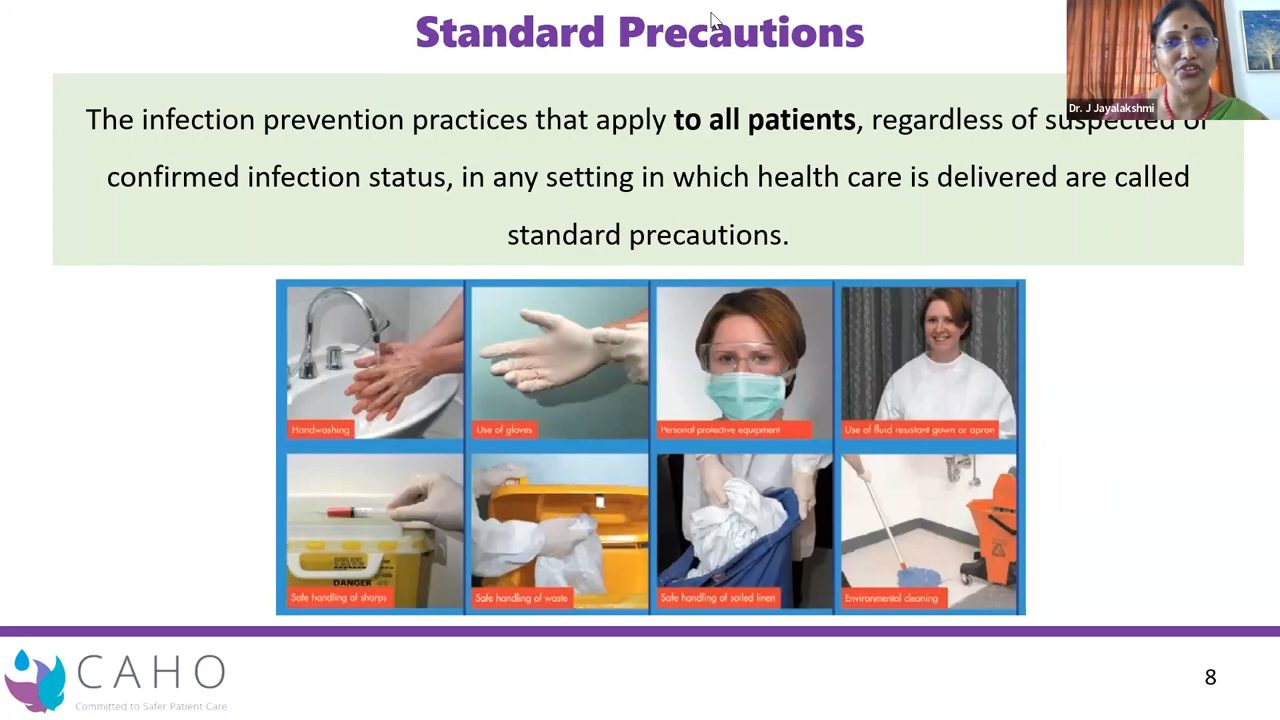 Standard Precautions
Dr. J Jayalakshmi
The infection prevention practices that apply to all patients, regardless of suspected or
confirmed infection status, in any setting in which health care is delivered are called
standard precautions.
Handwashing
Use of gloves
Personal protective equipment
Use of fluid resistant gown or apron
DANGER
Safe handling of sharps
Safe handling of waste
Safe handling of soiled linen
Environmental cleaning
CAHO
Committed to Safer Patient Care
8